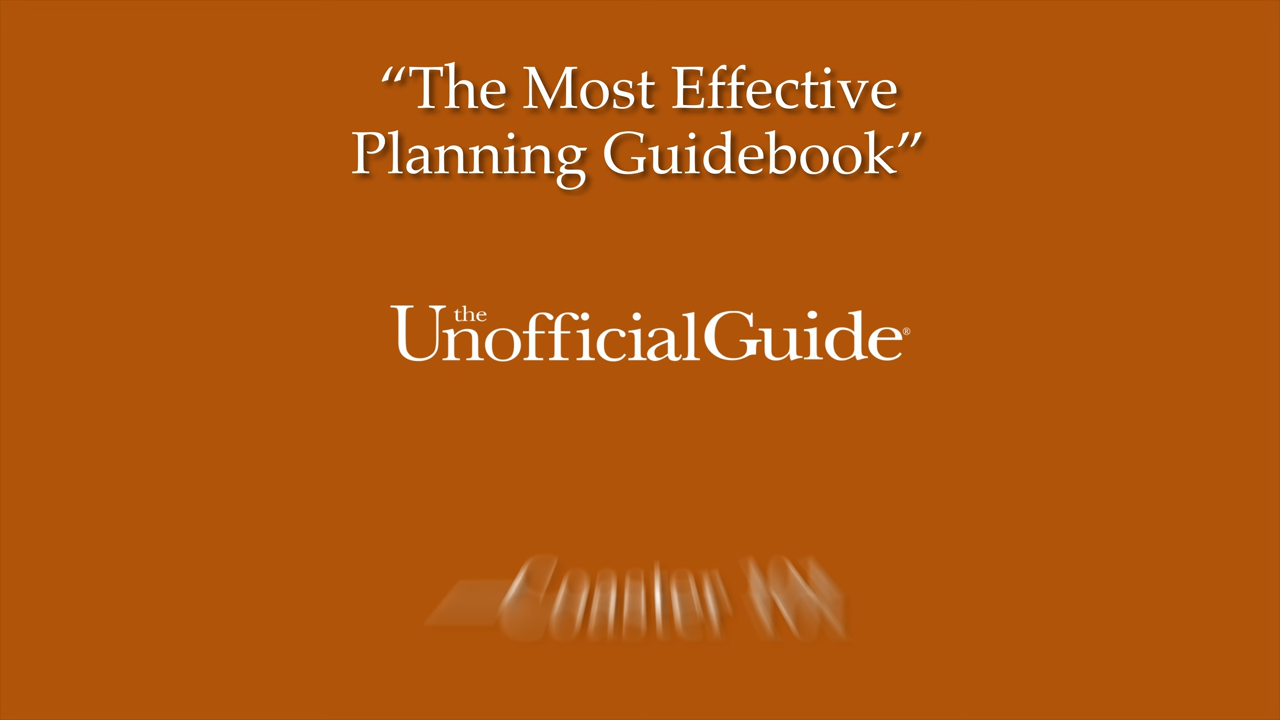 “The Most Effective
Planning Guidebook”
the
UnofficialGuide®